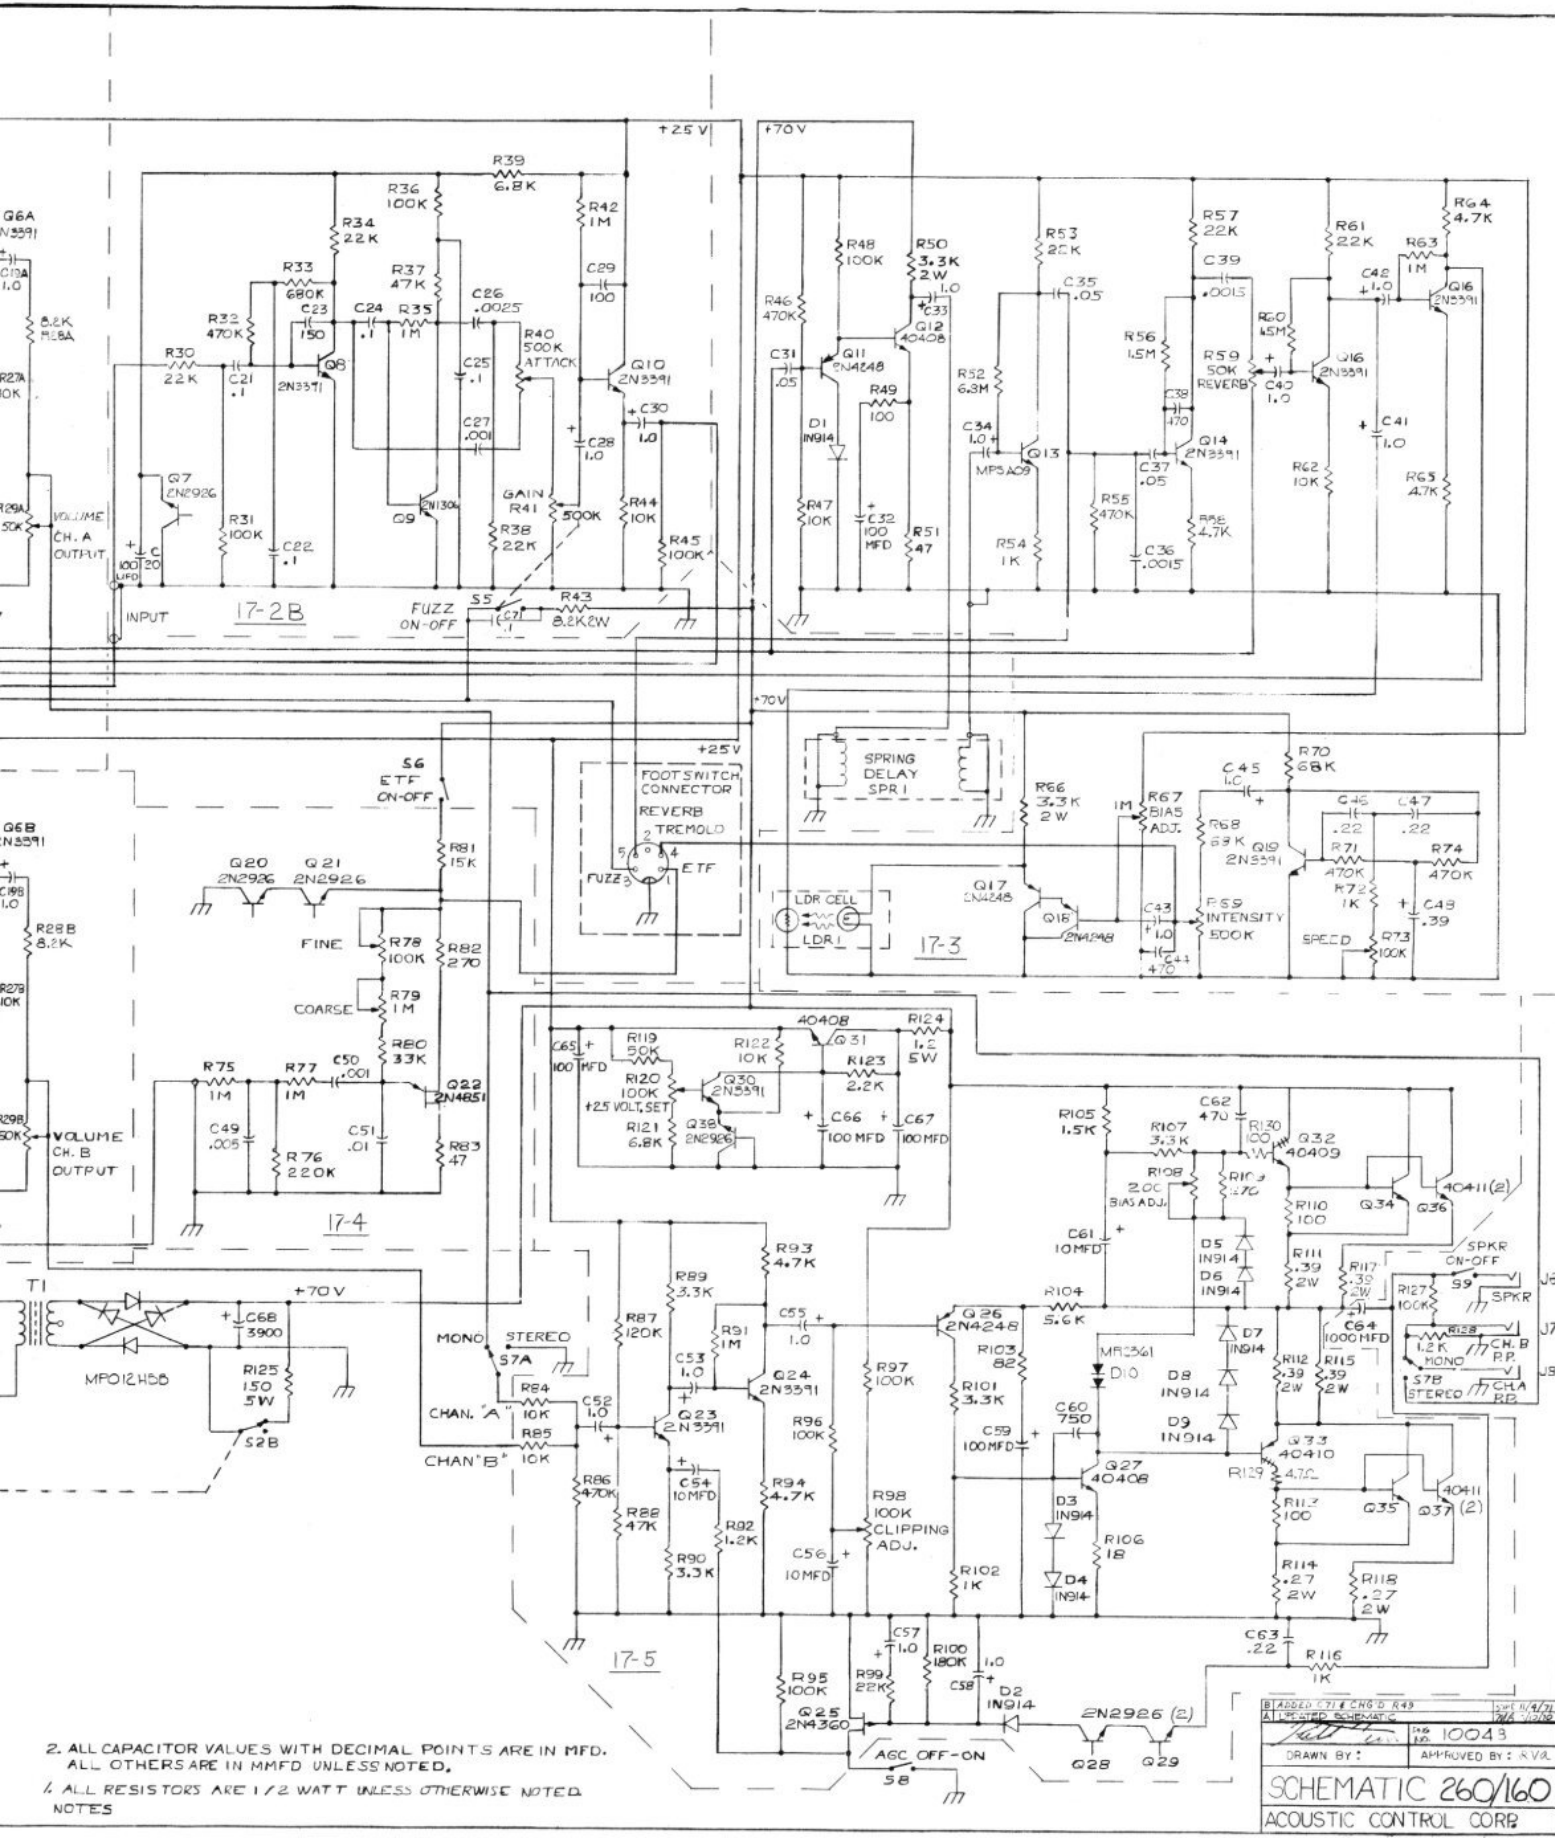 +25V
+70V
R39
6.8K
R36
100K
R42
1M
Q6A
R34
22K
1.0
R33
680K
R37
47K
C29
100
C23
150
C24
.1
R35
1M
C26
.0025
8.2K
R32
470K
R40
500K
ATTACK
R30
22K
C21
.1
Q8
2N3391
C25
.1
Q10
2N3391
R27A
10K
C27
.001
C30
1.0
C28
1.0
Q7
2N2926
GAIN
R41
500K
R44
10K
R29A
50K
VOLUME
CH. A
OUTPUT
R31
100K
Q9
2N1306
R38
22K
R45
100K
C22
.1
100
MFD
20
INPUT
17-2B
FUZZ
ON-OFF
S5
C71
.1
R43
8.2K 2W
R48
100K
R50
3.3K
2W
1.0
C33
R53
C35
.05
R57
22K
C39
.0015
R61
22K
R63
1M
R64
4.7K
C42
1.0
Q16
2N3391
R46
470K
Q12
40408
R56
1.5M
R60
R59
50K
REVERB
C31
.05
Q11
2N4248
R52
R49
100
C40
1.0
Q16
2N3391
C38
470
D1
IN914
C34
1.0
Q13
MPSA09
Q14
2N3391
C41
1.0
C37
.05
R62
10K
R65
4.7K
R47
10K
C32
100
MFD
R51
47
R55
470K
4.7K
R54
1K
C36
.0015
+70V
+25V
S6
ETF
ON-OFF
FOOTSWITCH
CONNECTOR
REVERB
TREMOLO
5 2 4
FUZZ 3 1 ETF
SPRING
DELAY
SPR 1
R66
3.3K
2W
1M
R67
BIAS
ADJ.
C45
R70
68K
R68
C47
.22
.22
Q19
2N3391
R71
470K
R74
470K
R72
1K
Q6B
1.0
R81
15K
Q20
2N2926
Q21
2N2926
R28B
8.2K
FINE
R78
100K
R82
270
LDR CELL
LDR 1
Q17
2N4248
Q18
2N4248
17-3
C43
1.0
470
INTENSITY
500K
SPEED
R73
100K
C48
.39
R27B
10K
COARSE
R79
1M
R80
33K
R75
1M
R77
1M
C50
.001
Q22
2N4851
R29B
VOLUME
CH. B
OUTPUT
C49
.005
R76
220K
C51
.01
R83
47
17-4
C65
100 MFD
R119
50K
R120
100K
+25 VOLT. SET
R121
6.8K
R122
10K
40408
Q31
R124
1.2
5W
R123
2.2K
Q30
2N3391
Q38
2N2926
C66
100 MFD
C67
100 MFD
R105
1.5K
R107
3.3K
C62
470
R130
100
Q32
40409
R108
200
BIAS ADJ.
R109
40411(2)
Q34
Q36
R110
100
C61
10MFD
D5
IN914
D6
IN914
R111
.39
2W
R117
.39
2W
SPKR
ON-OFF
S9
SPKR
R127
100K
T1
+70V
C68
3900
MP012H5B
R125
150
5W
S2B
R93
4.7K
R89
3.3K
R87
120K
MONO
STEREO
S7A
R91
1M
C55
1.0
Q26
2N4248
R104
5.6K
C64
1000 MFD
D7
IN914
R128
1.2K
MONO
CH. B
P.P.
S7B
STEREO
CH. A
P.P.
C53
1.0
Q24
2N3391
R97
100K
R103
82
MR2361
D10
D8
IN914
D9
IN914
R112
.39
2W
R115
.39
2W
CHAN. "A"
R84
10K
C52
1.0
Q23
2N3391
R101
3.3K
R96
100K
C60
750
C59
100MFD
CHAN "B"
R85
10K
C54
10MFD
R86
470K
R94
4.7K
Q27
40408
Q33
40410
R129
40411
(2)
Q35
Q37
R98
100K
CLIPPING
ADJ.
R88
47K
R92
1.2K
D3
IN914
R113
100
R90
3.3K
C56
10MFD
R106
18
R102
1K
D4
IN914
R114
.27
2W
R118
.27
2W
17-5
C57
1.0
R100
180K
1.0
C58
C63
.22
R116
1K
R95
100K
R99
22K
D2
IN914
Q25
2N4360
2N2926 (2)
Q28
Q29
AGC OFF-ON
S8
2. ALL CAPACITOR VALUES WITH DECIMAL POINTS ARE IN MFD.
ALL OTHERS ARE IN MMFD UNLESS NOTED.
1. ALL RESISTORS ARE 1/2 WATT UNLESS OTHERWISE NOTED
NOTES
B ADDED C71 & CHG'D R43
A UPDATED SCHEMATIC
10043
DRAWN BY :
APPROVED BY :
SCHEMATIC 260/160
ACOUSTIC CONTROL CORP.